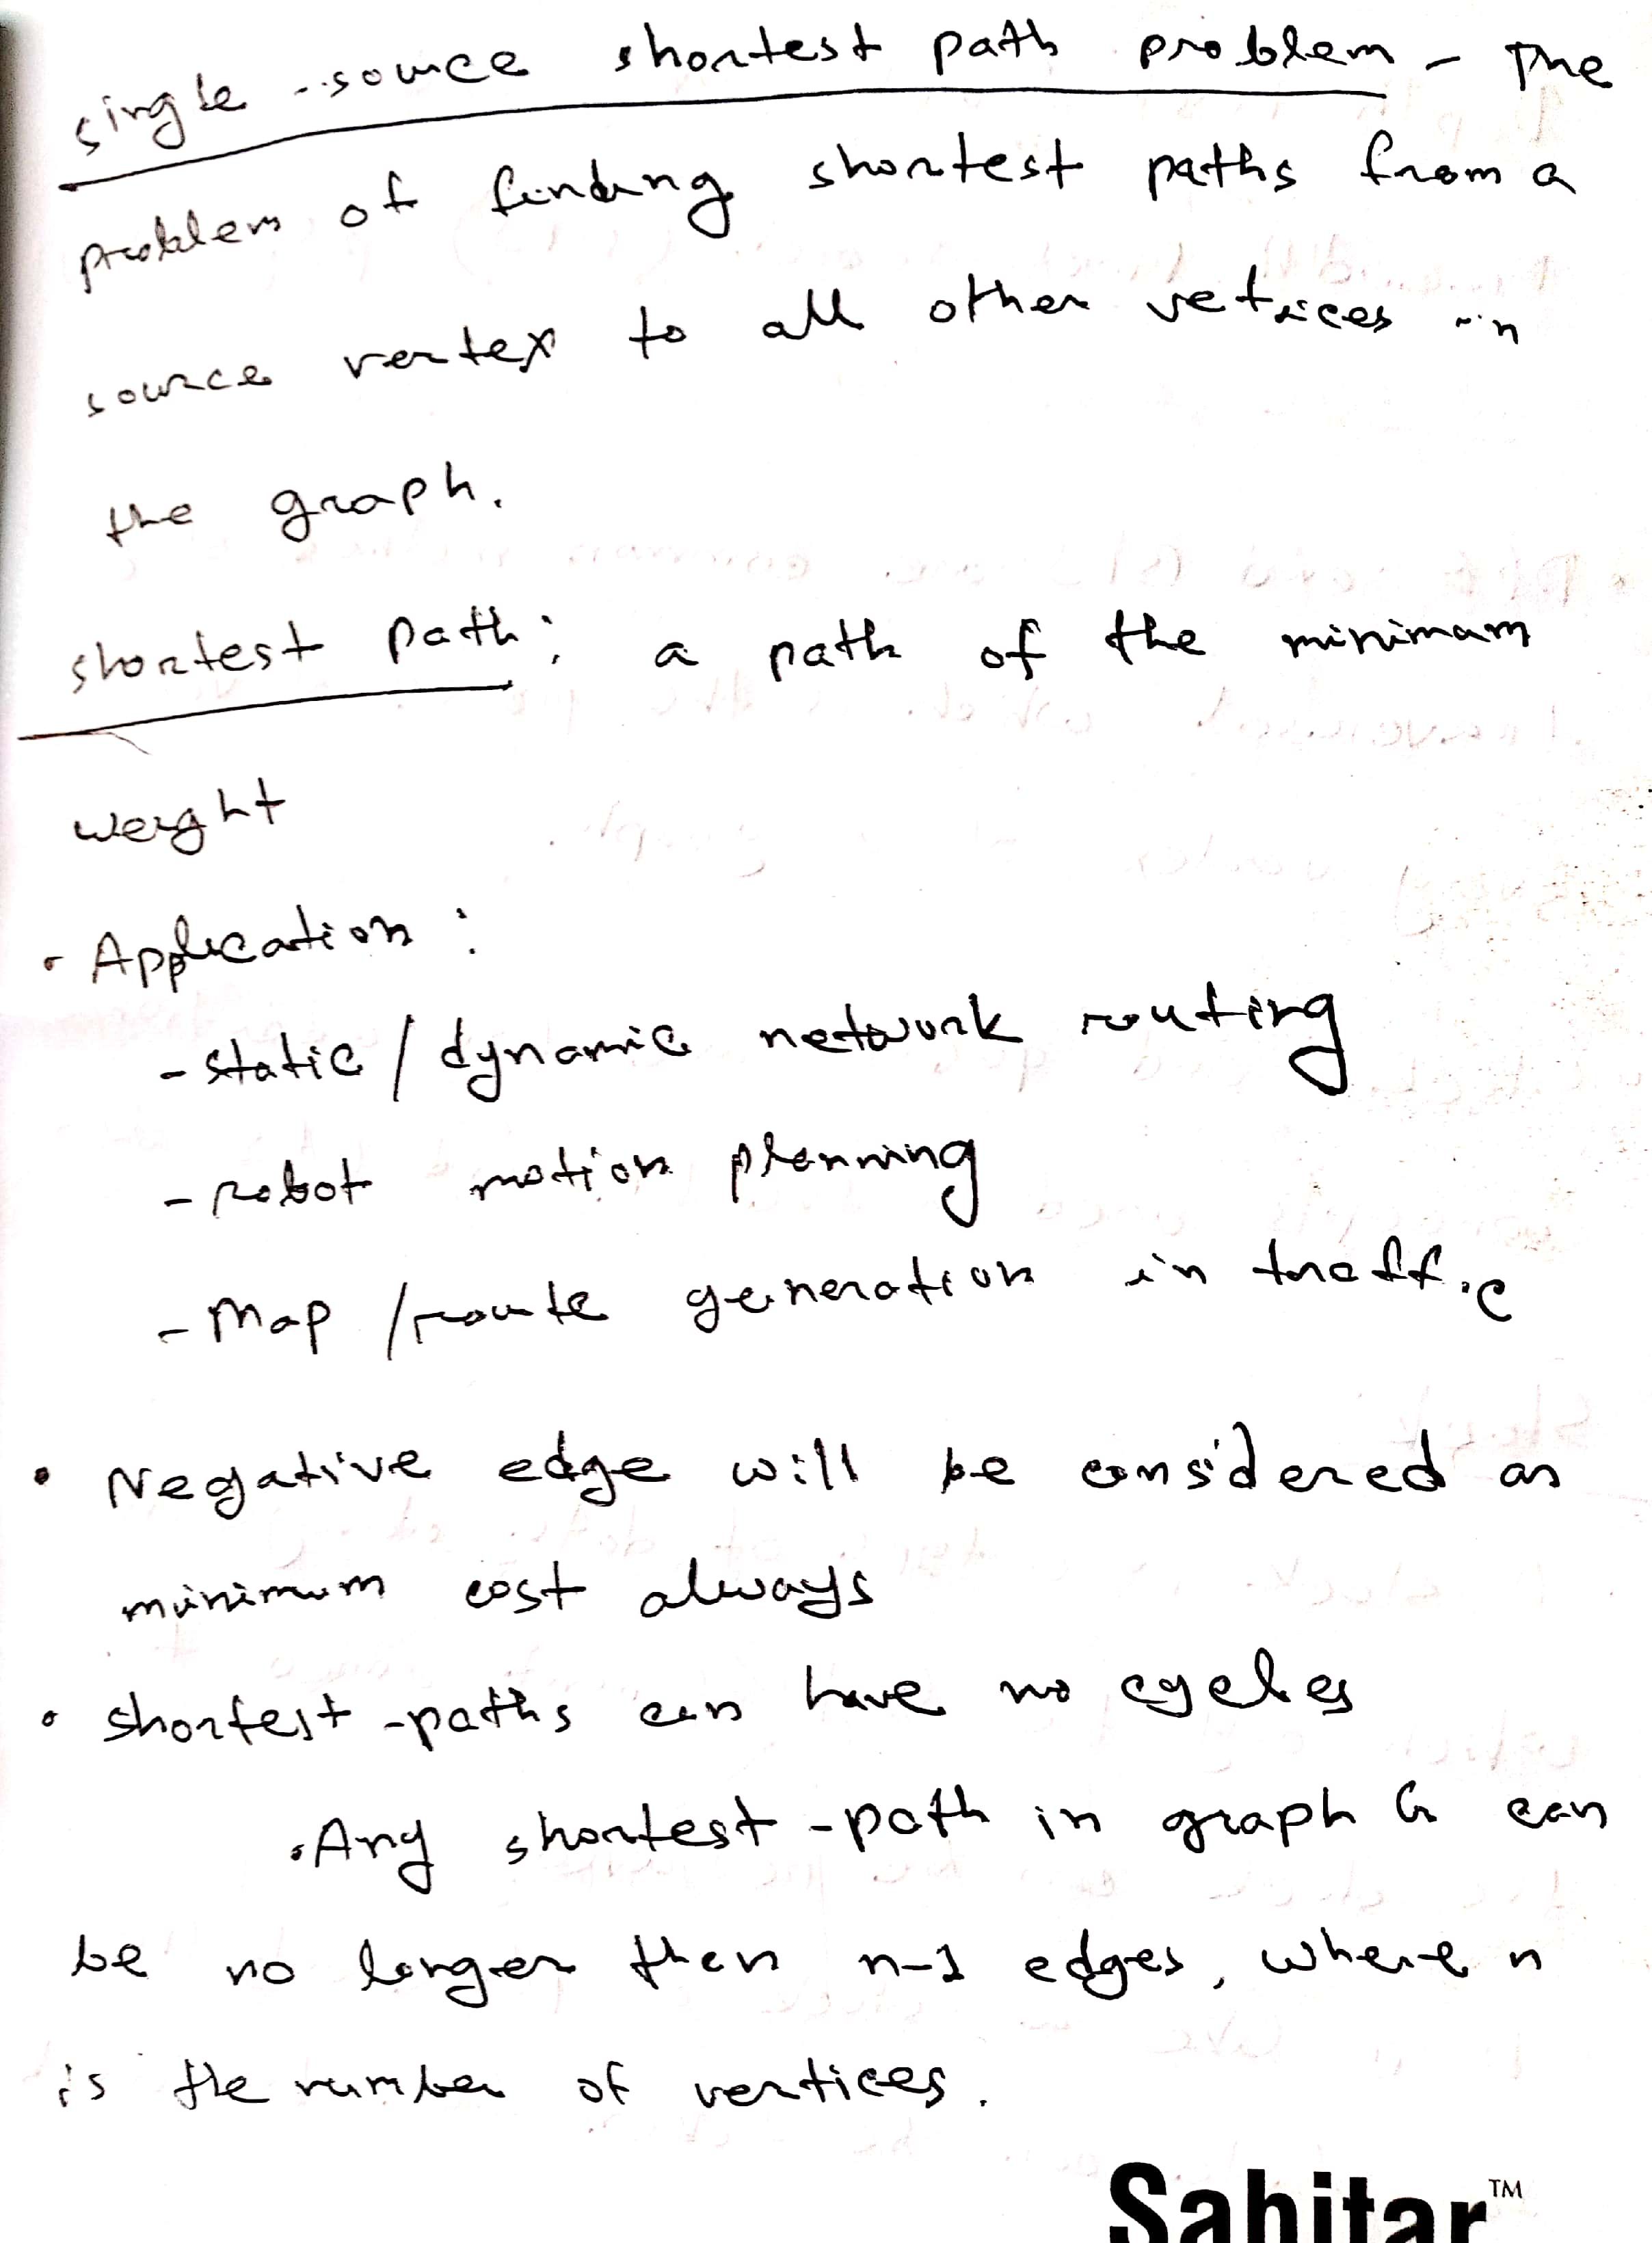 single-source shortest path problem - The
problem of finding shortest paths from a
source vertex to all other vetrices in
the graph.
shortest path: a path of the minimum
weight
• Application:
- static / dynamic network routing
- robot motion planning
- Map / route generation in traffic
• Negative edge will be considered as
minimum cost always
• shortest-paths can have no cycles
• Any shortest-path in graph G can
be no longer then n-1 edges, where n
is the number of vertices.
Sahitar™